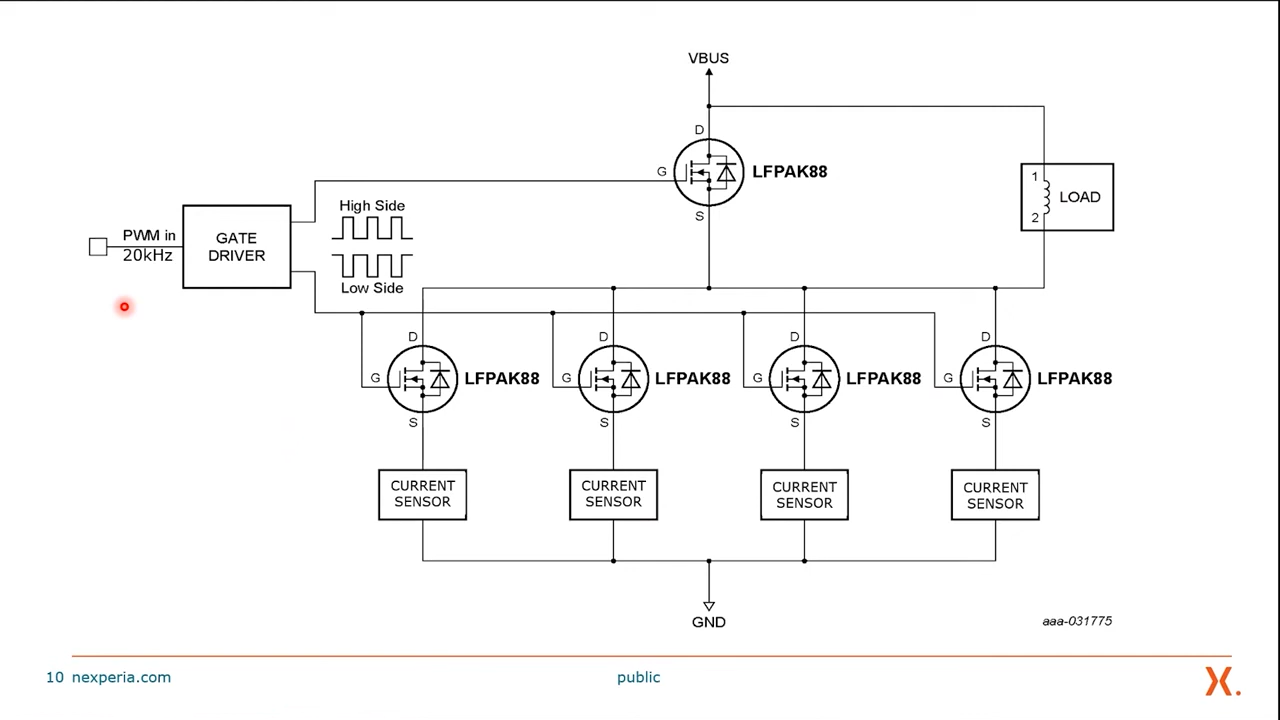 VBUS
D
G
LFPAK88
S
1
LOAD
2
High Side
PWM in
20kHz
GATE
DRIVER
Low Side
D
D
D
D
G
LFPAK88
G
LFPAK88
G
LFPAK88
G
LFPAK88
S
S
S
S
CURRENT
SENSOR
CURRENT
SENSOR
CURRENT
SENSOR
CURRENT
SENSOR
GND
aaa-031775
10 nexperia.com
public